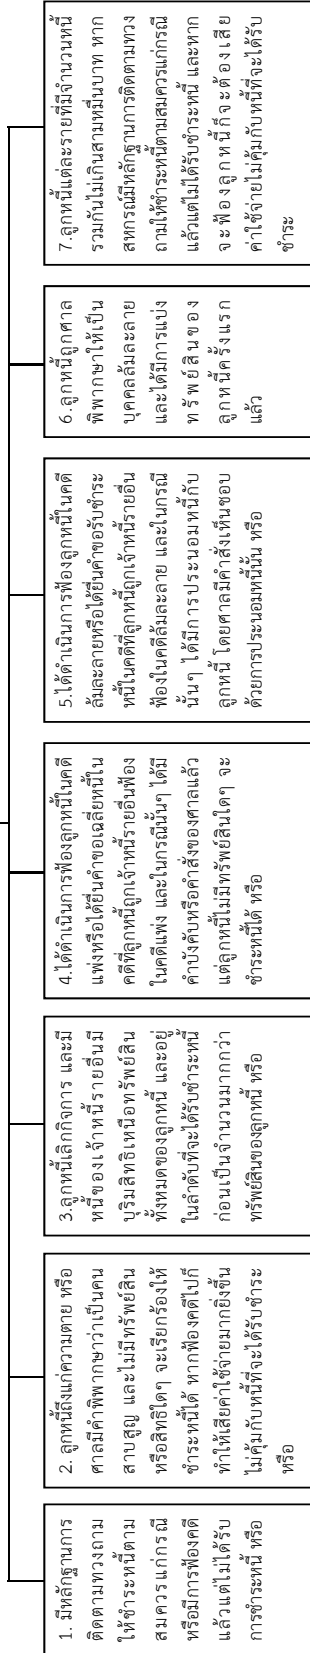 1. มีหลักฐานการ
ติดตามทวงถาม
ให้ชำระหนี้ตาม
สมควรแก่กรณี
หรือมีการฟ้องคดี
แล้วแต่ไม่ได้รับ
การชำระหนี้ หรือ
2. ลูกหนี้ถึงแก่ความตาย หรือ
ศาลมีคำพิพากษาว่าเป็นคน
สาบสูญ และไม่มีทรัพย์สิน
หรือสิทธิใดๆ จะเรียกร้องให้
ชำระหนี้ได้ หากฟ้องคดีไปก็
ทำให้เสียค่าใช้จ่ายมากยิ่งขึ้น
ไม่คุ้มกับหนี้ที่จะได้รับชำระ
หรือ
3.ลูกหนี้เลิกกิจการ และมี
หนี้ของเจ้าหนี้รายอื่นมี
บุริมสิทธิเหนือทรัพย์สิน
ทั้งหมดของลูกหนี้ และอยู่
ในลำดับที่จะได้รับชำระหนี้
ก่อนเป็นจำนวนมากกว่า
ทรัพย์สินของลูกหนี้ หรือ
4.ได้ดำเนินการฟ้องลูกหนี้ในคดี
แพ่งหรือได้ยื่นคำขอเฉลี่ยหนี้ใน
คดีที่ลูกหนี้ถูกเจ้าหนี้รายอื่นฟ้อง
ในคดีแพ่ง และในกรณีนั้นๆ ได้มี
คำบังคับหรือคำสั่งของศาลแล้ว
แต่ลูกหนี้ไม่มีทรัพย์สินใดๆ จะ
ชำระหนี้ได้ หรือ
5.ได้ดำเนินการฟ้องลูกหนี้ในคดี
ล้มละลายหรือได้ยื่นคำขอรับชำระ
หนี้ในคดีที่ลูกหนี้ถูกเจ้าหนี้รายอื่น
ฟ้องในคดีล้มละลาย และในกรณี
นั้นๆ ได้มีการประนอมหนี้กับ
ลูกหนี้ โดยศาลมีคำสั่งเห็นชอบ
ด้วยการประนอมหนี้นั้น หรือ
6.ลูกหนี้ถูกศาล
พิพากษาให้เป็น
บุคคลล้มละลาย
และได้มีการแบ่ง
ทรัพย์สินของ
ลูกหนี้ครั้งแรก
แล้ว
7.ลูกหนี้แต่ละรายที่มีจำนวนหนี้
รวมกันไม่เกินสามหมื่นบาท หาก
สหกรณ์มีหลักฐานการติดตามทวง
ถามให้ชำระหนี้ตามสมควรแก่กรณี
แล้วแต่ไม่ได้รับชำระหนี้ และหาก
จะฟ้องลูกหนี้ก็จะต้องเสีย
ค่าใช้จ่ายไม่คุ้มกับหนี้ที่จะได้รับ
ชำระ